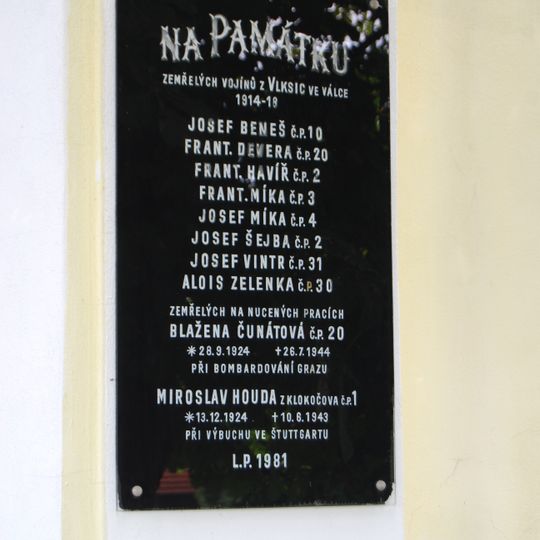 NA PAMÁTKU
ZEMŘELÝCH VOJÍNŮ Z VLKSIC VE VÁLCE
1914-18
JOSEF BENEŠ č.p. 10
FRANT. DEVERA č.p. 20
FRANT. HAVÍŘ č.p. 2
FRANT. MÍKA č.p. 3
JOSEF MÍKA č.p. 4
JOSEF ŠEJBA č.p. 2
JOSEF VINTR č.p. 31
ALOIS ZELENKA č.p. 30
ZEMŘELÝCH NA NUCENÝCH PRACÍCH
BLAŽENA ČUNÁTOVÁ č.p. 20
* 28.9.1924 † 26.7.1944
PŘI BOMBARDOVÁNÍ GRAZU
MIROSLAV HOUDA Z KLOKOČOVA č.p. 1
* 13.12.1924 † 10.6.1943
PŘI VÝBUCHU VE ŠTUTTGARTU
L.P. 1981